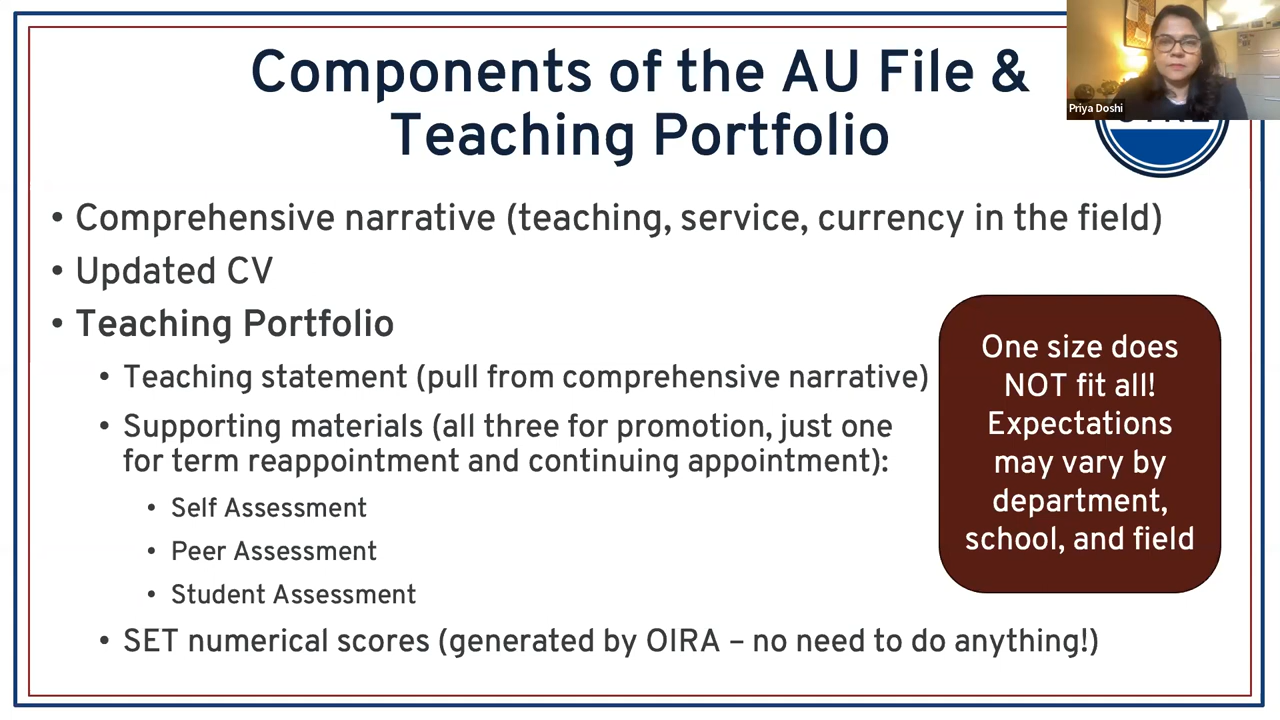 Components of the AU File &
Teaching Portfolio
Priya Doshi
• Comprehensive narrative (teaching, service, currency in the field)
• Updated CV
• Teaching Portfolio
• Teaching statement (pull from comprehensive narrative)
• Supporting materials (all three for promotion, just one
for term reappointment and continuing appointment):
• Self Assessment
• Peer Assessment
• Student Assessment
• SET numerical scores (generated by OIRA – no need to do anything!)
One size does
NOT fit all!
Expectations
may vary by
department,
school, and field